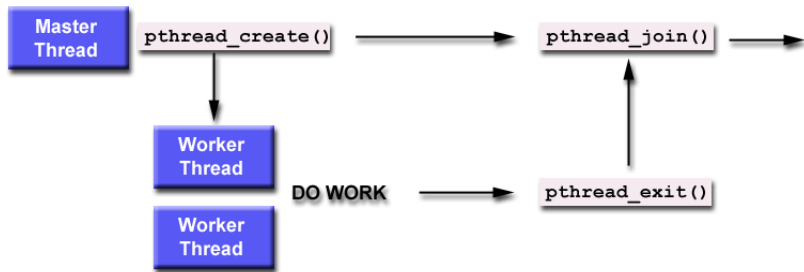 Master
Thread
pthread_create()
pthread_join()
Worker
Thread
DO WORK
pthread_exit()
Worker
Thread